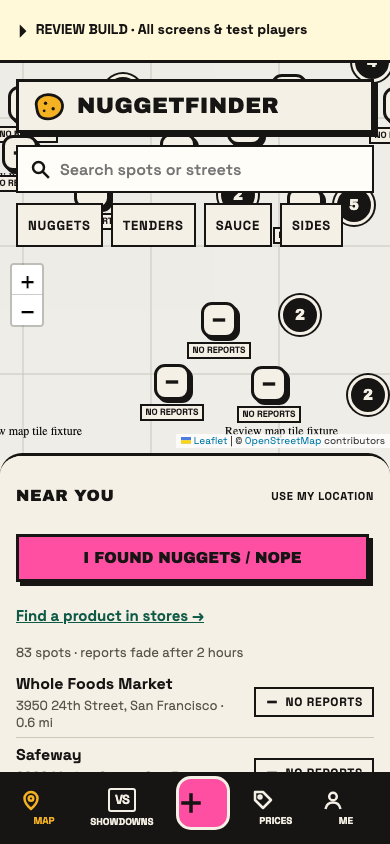 REVIEW BUILD · All screens & test players
4
NUGGETFINDER
Search spots or streets
2
5
NUGGETS
TENDERS
SAUCE
SIDES
+
−
2
NO REPORTS
2
NO REPORTS
NO REPORTS
w map tile fixture
Review map tile fixture
Leaflet | © OpenStreetMap contributors
NEAR YOU
USE MY LOCATION
I FOUND NUGGETS / NOPE
Find a product in stores →
83 spots · reports fade after 2 hours
Whole Foods Market
3950 24th Street, San Francisco ·
0.6 mi
NO REPORTS
Safeway
MAP
VS
SHOWDOWNS
+
PRICES
ME